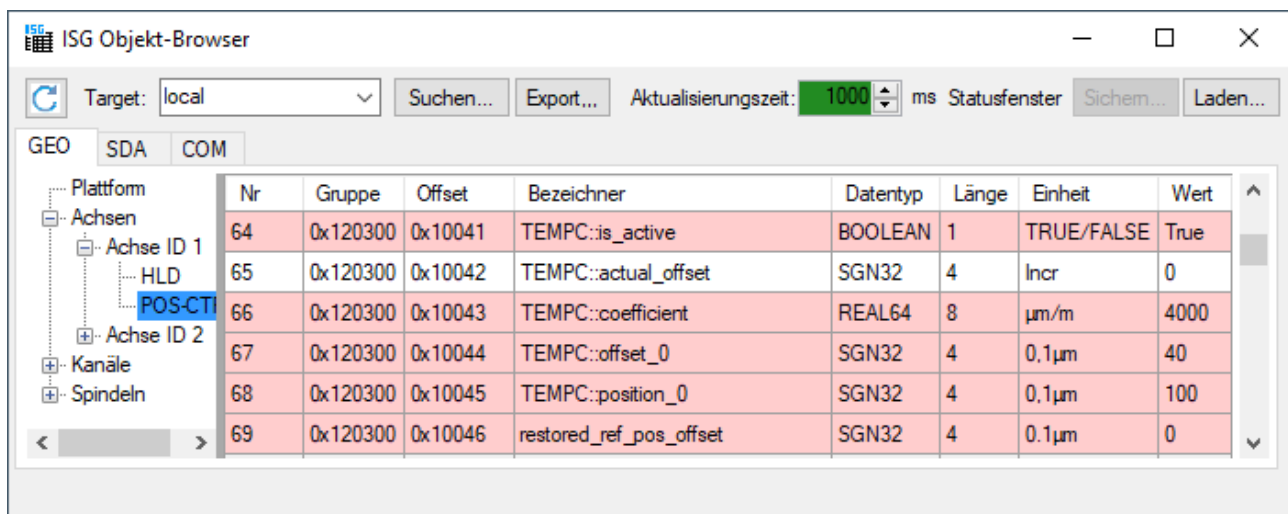 ISG Objekt-Browser
Target: local Suchen... Export,,, Aktualisierungszeit: 1000 ms Statusfenster Sichern... Laden...
GEO SDA COM
Plattform
Achsen
Achse ID 1
HLD
POS-CT
Achse ID 2
Kanäle
Spindeln
Nr Gruppe Offset Bezeichner Datentyp Länge Einheit Wert
64 0x120300 0x10041 TEMPC::is_active BOOLEAN 1 TRUE/FALSE True
65 0x120300 0x10042 TEMPC::actual_offset SGN32 4 Incr 0
66 0x120300 0x10043 TEMPC::coefficient REAL64 8 µm/m 4000
67 0x120300 0x10044 TEMPC::offset_0 SGN32 4 0,1µm 40
68 0x120300 0x10045 TEMPC::position_0 SGN32 4 0,1µm 100
69 0x120300 0x10046 restored_ref_pos_offset SGN32 4 0.1µm 0